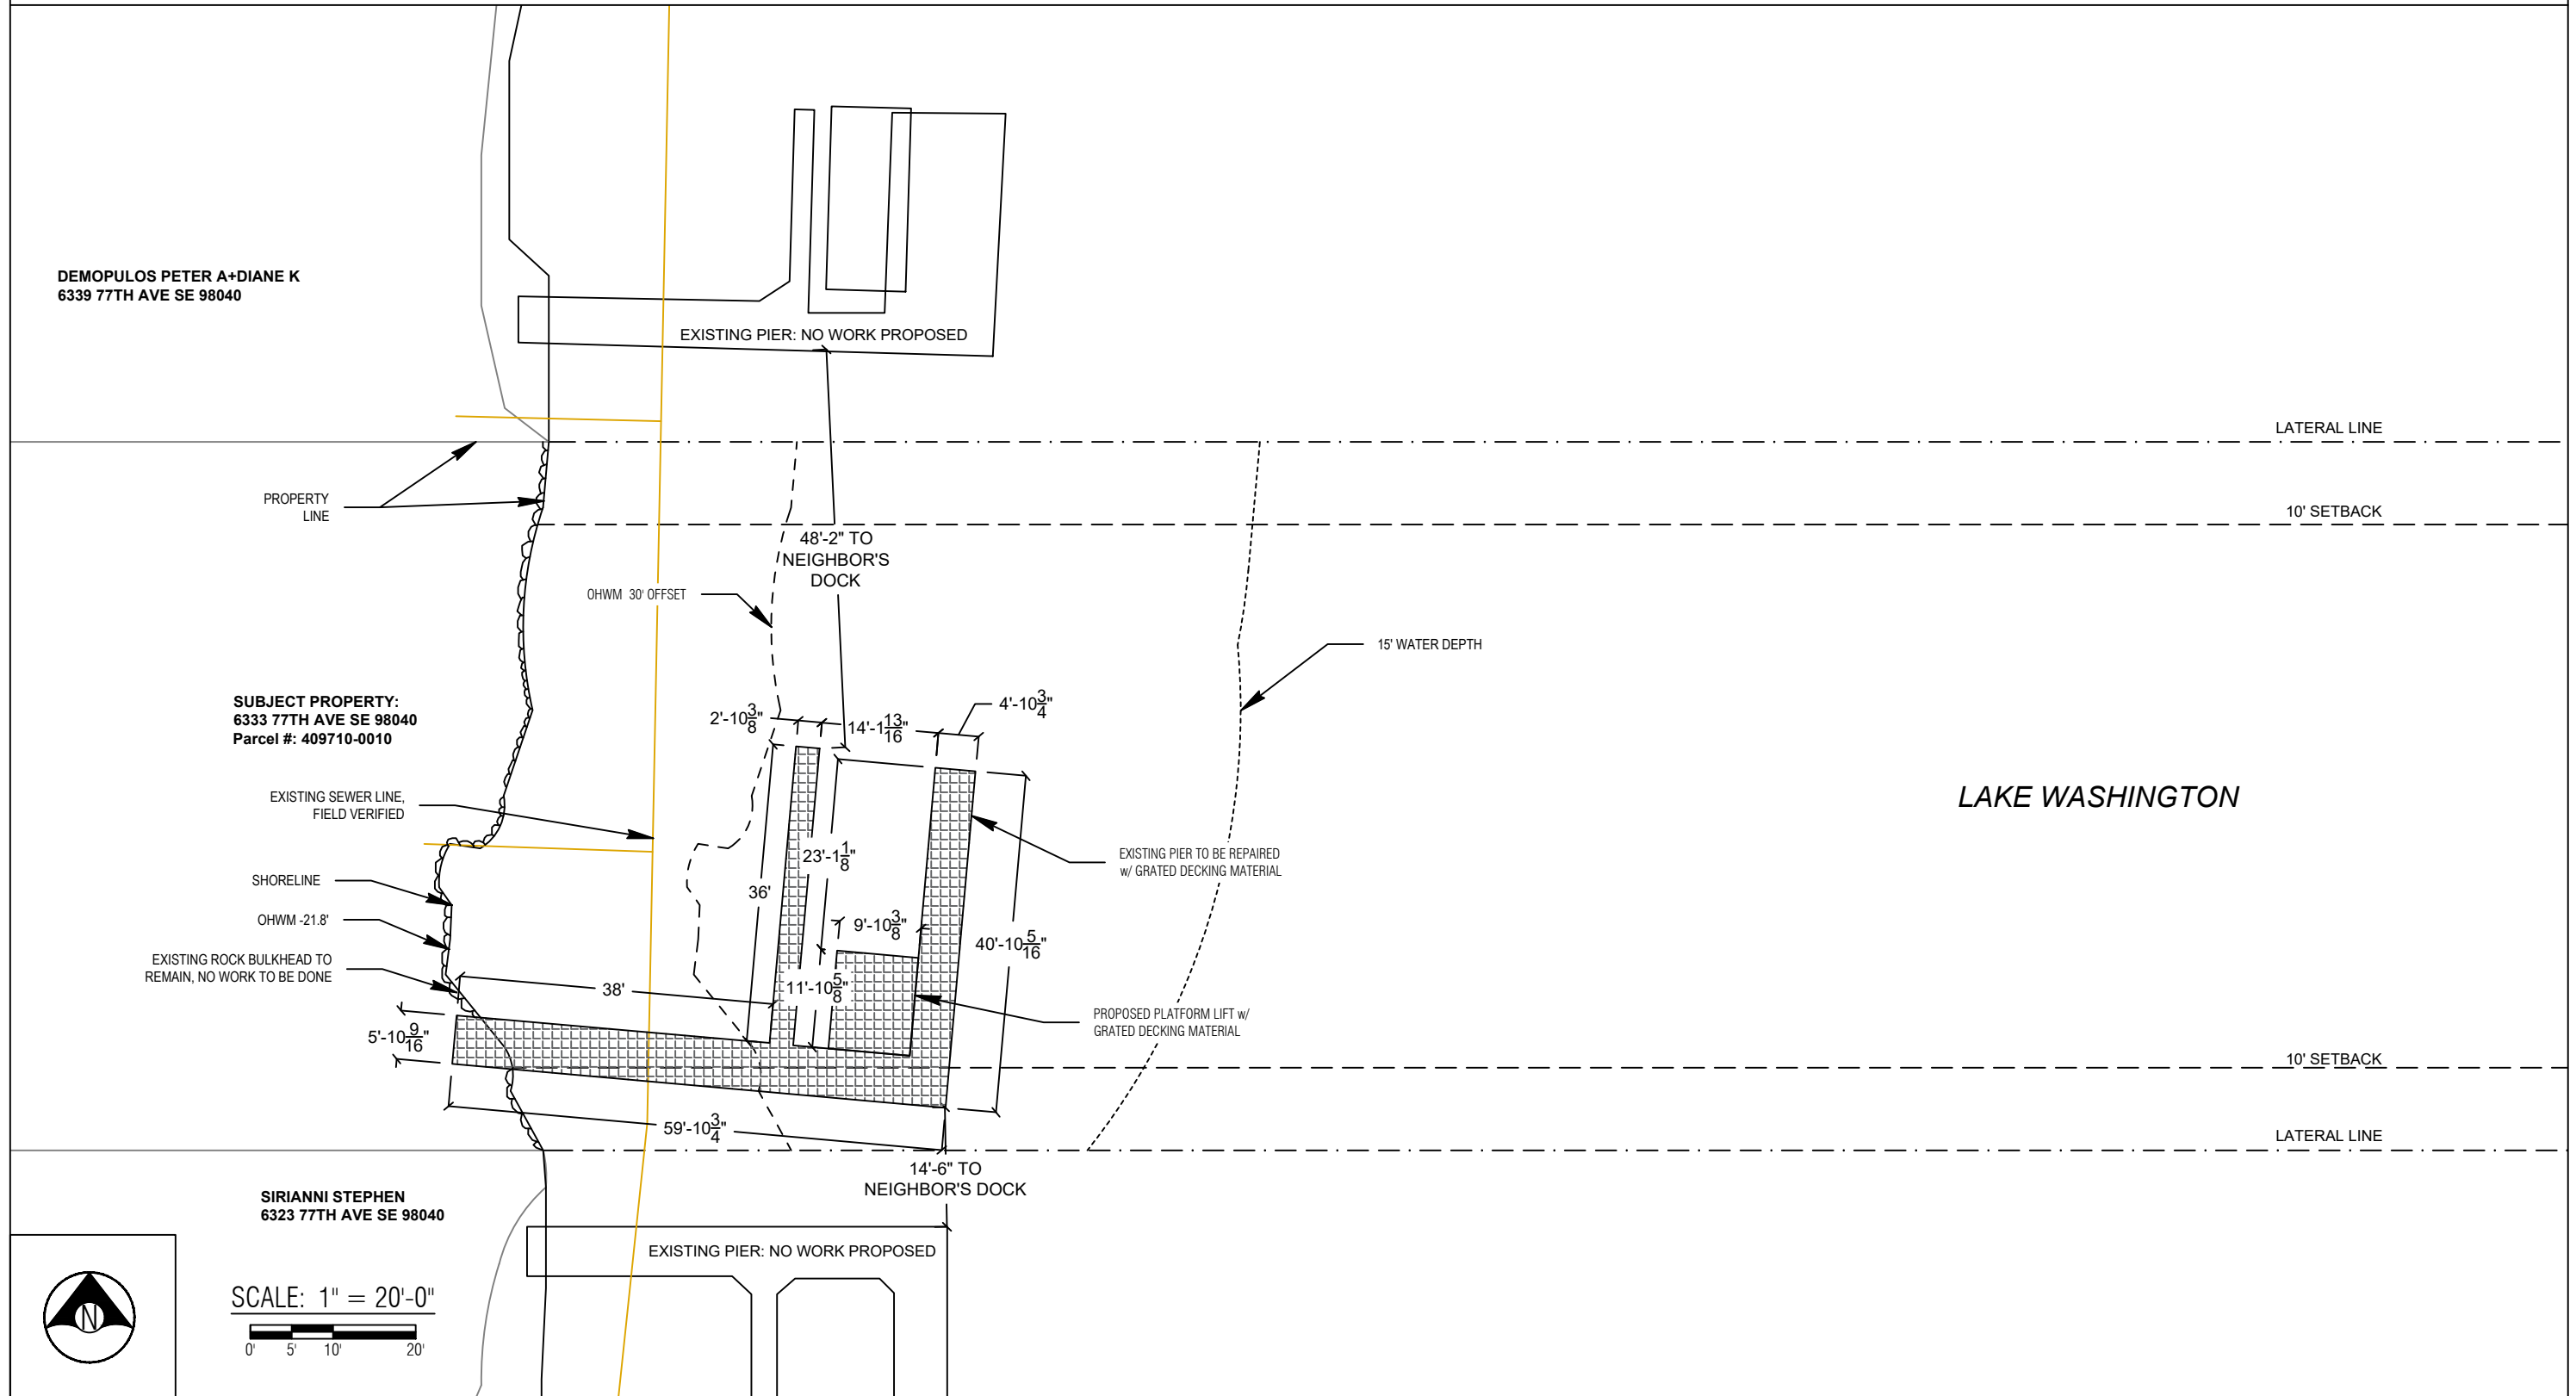 DEMOPULOS PETER A+DIANE K
6339 77TH AVE SE 98040
EXISTING PIER: NO WORK PROPOSED
LATERAL LINE
PROPERTY
LINE
10' SETBACK
48'-2" TO
NEIGHBOR'S
DOCK
OHWM 30' OFFSET
15' WATER DEPTH
SUBJECT PROPERTY:
6333 77TH AVE SE 98040
Parcel #: 409710-0010
2'-10 3/8"
14'-1 13/16"
4'-10 3/4"
EXISTING SEWER LINE,
FIELD VERIFIED
LAKE WASHINGTON
23'-1 1/8"
EXISTING PIER TO BE REPAIRED
w/ GRATED DECKING MATERIAL
SHORELINE
36'
OHWM -21.8'
9'-10 3/8"
40'-10 5/16"
EXISTING ROCK BULKHEAD TO
REMAIN, NO WORK TO BE DONE
38'
11'-10 5/8"
PROPOSED PLATFORM LIFT w/
GRATED DECKING MATERIAL
5'-10 9/16"
10' SETBACK
59'-10 3/4"
LATERAL LINE
14'-6" TO
NEIGHBOR'S DOCK
SIRIANNI STEPHEN
6323 77TH AVE SE 98040
EXISTING PIER: NO WORK PROPOSED
N
SCALE: 1" = 20'-0"
0' 5' 10' 20'